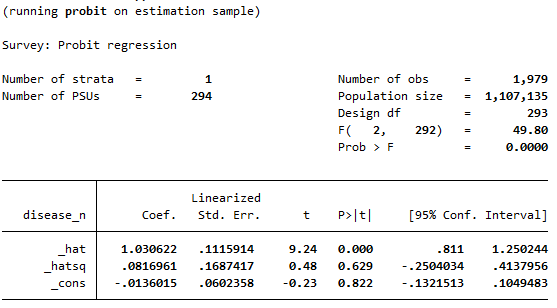 (running probit on estimation sample)
Survey: Probit regression
Number of strata = 1 Number of obs = 1,979
Number of PSUs = 294 Population size = 1,107,135
Design df = 293
F( 2, 292) = 49.80
Prob > F = 0.0000
Linearized
disease_n Coef. Std. Err. t P>|t| [95% Conf. Interval]
_hat 1.030622 .1115914 9.24 0.000 .811 1.250244
_hatsq .0816961 .1687417 0.48 0.629 -.2504034 .4137956
_cons -.0136015 .0602358 -0.23 0.822 -.1321513 .1049483